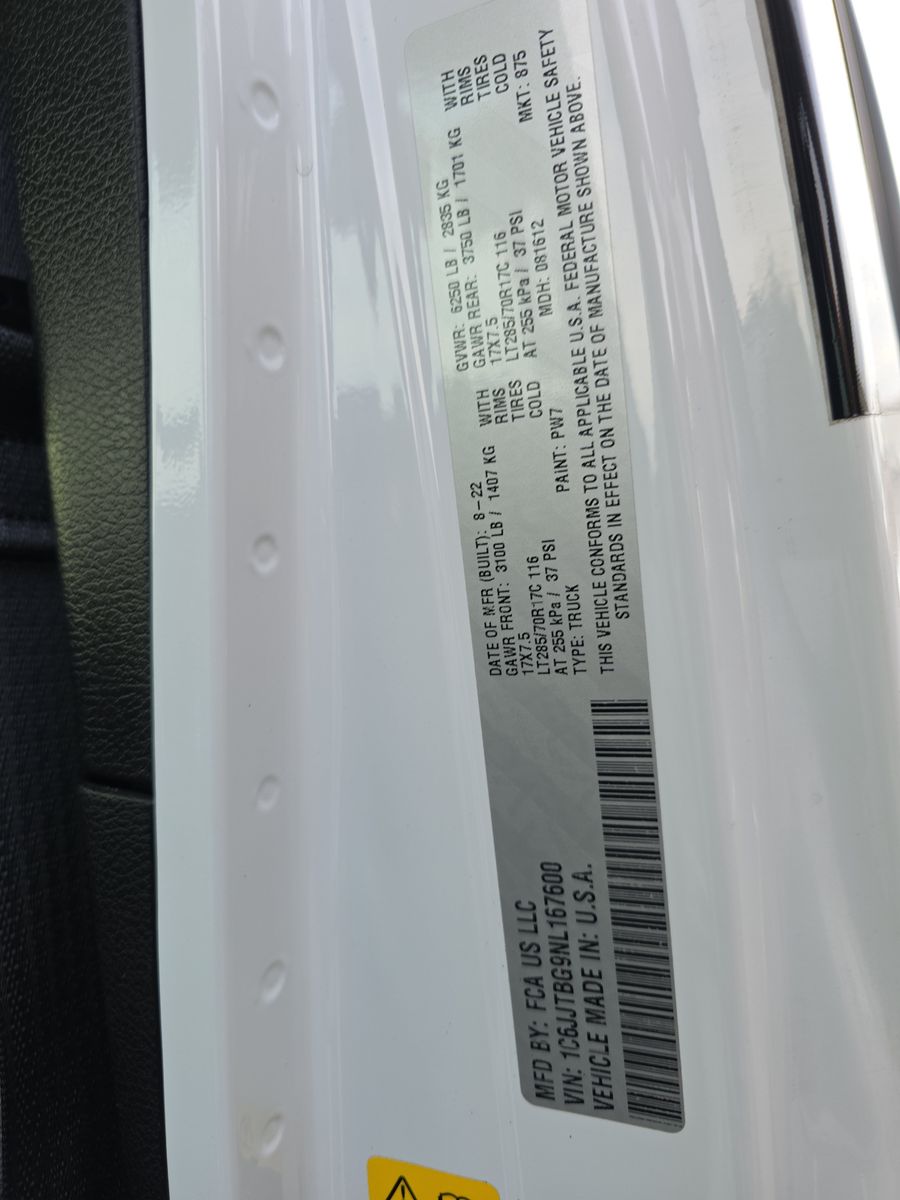 MFD BY: FCA US LLC
VIN: 1C6JJTBG9NL167600
VEHICLE MADE IN: U.S.A.
DATE OF MFR (BUILT): 8-22
GVWR: 6250 LB / 2835 KG
GAWR FRONT: 3100 LB / 1407 KG WITH
GAWR REAR: 3750 LB / 1701 KG WITH
17X7.5 RIMS
17X7.5 RIMS
LT285/70R17C 116 TIRES
LT285/70R17C 116 TIRES
AT 255 kPa / 37 PSI COLD
AT 255 kPa / 37 PSI COLD
TYPE: TRUCK PAINT: PW7 MDH: 081612 MKT: 875
THIS VEHICLE CONFORMS TO ALL APPLICABLE U.S.A. FEDERAL MOTOR VEHICLE SAFETY
STANDARDS IN EFFECT ON THE DATE OF MANUFACTURE SHOWN ABOVE.